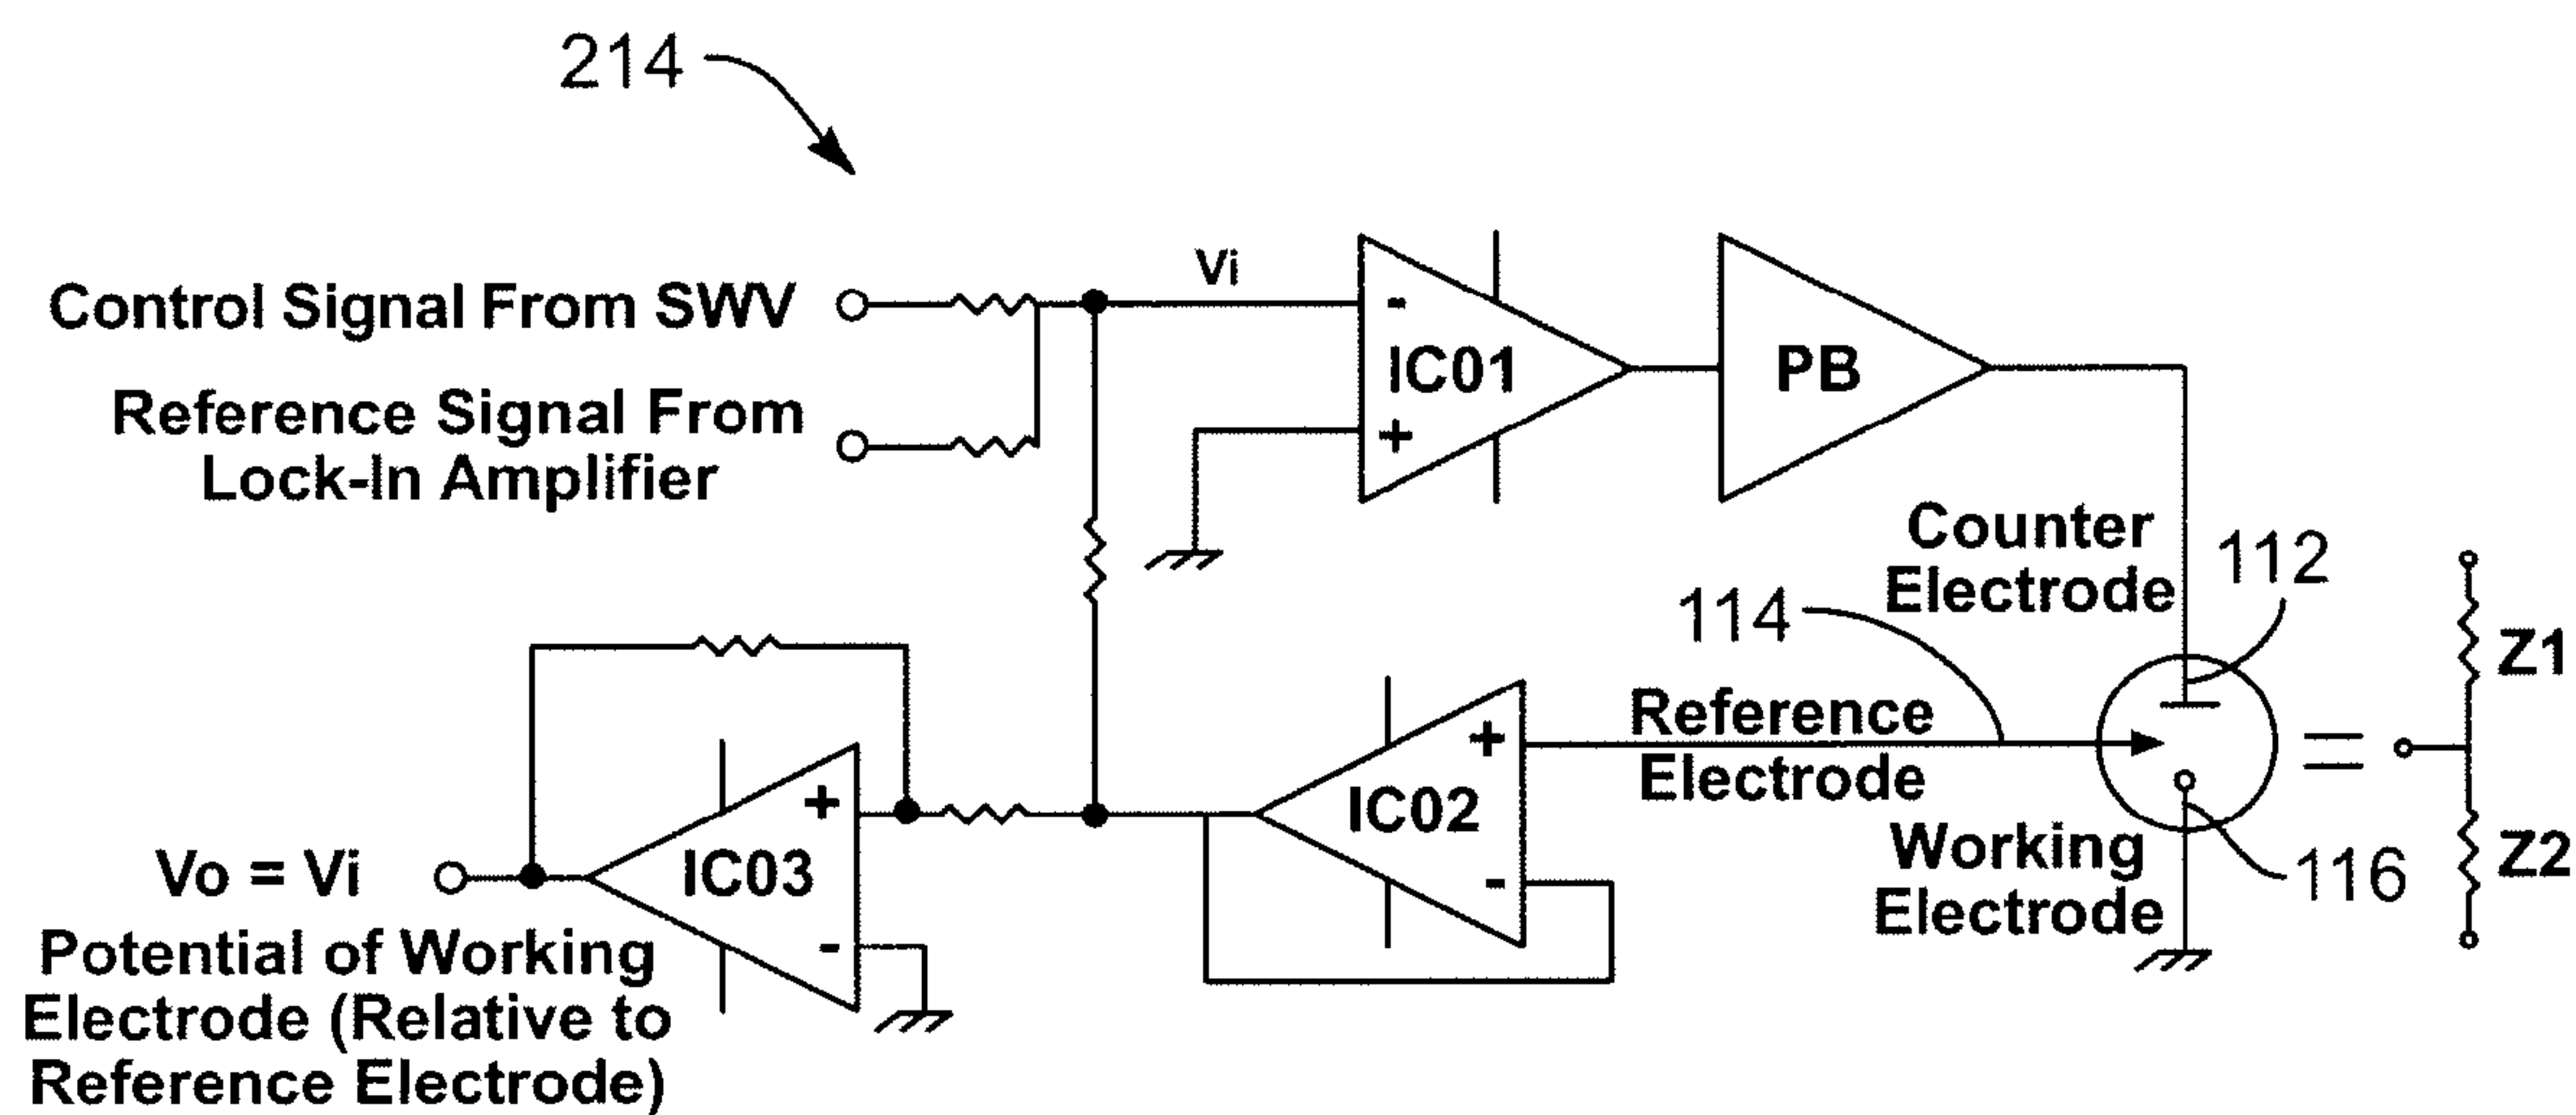 214
Control Signal From SWV
Reference Signal From
Lock-In Amplifier
Vi
-
IC01
+
PB
Counter
Electrode
112
114
Reference
Electrode
Z1
+
IC02
-
Working
Electrode
116
Z2
+
IC03
-
Vo = Vi
Potential of Working
Electrode (Relative to
Reference Electrode)